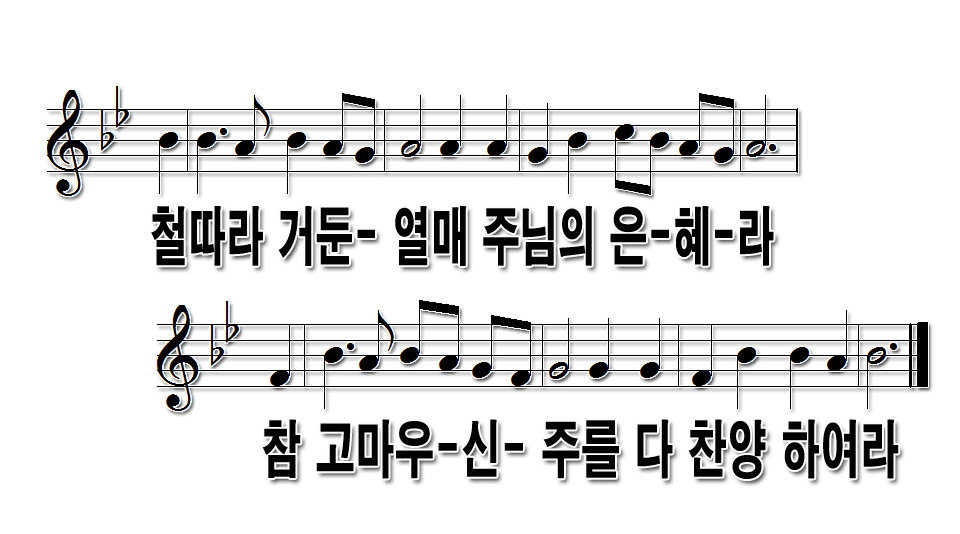 철따라 거둔- 열매 주님의 은-혜-라
참 고마우-신- 주를 다 찬양 하여라